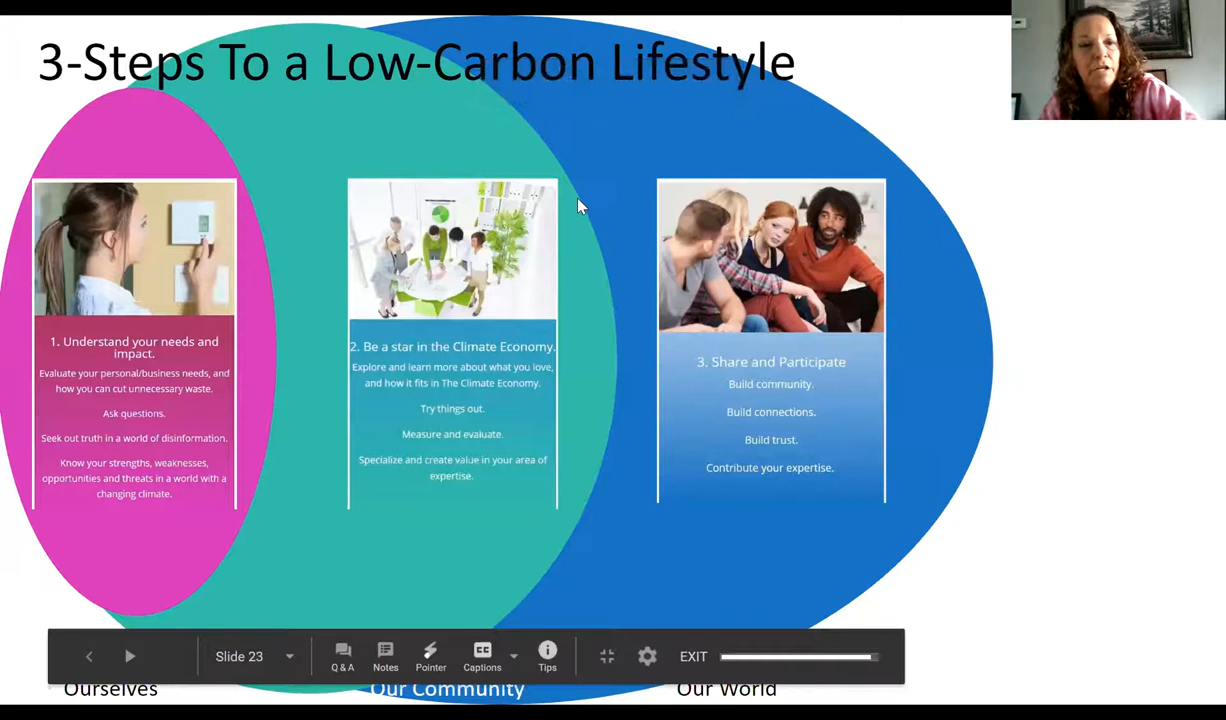 3-Steps To a Low-Carbon Lifestyle
1. Understand your needs and
impact.
Evaluate your personal/business needs, and
how you can cut unnecessary waste.
Ask questions.
Seek out truth in a world of disinformation.
Know your strengths, weaknesses,
opportunities and threats in a world with a
changing climate.
2. Be a star in the Climate Economy.
Explore and learn more about what you love,
and how it fits in The Climate Economy.
Try things out.
Measure and evaluate.
Specialize and create value in your area of
expertise.
3. Share and Participate
Build community.
Build connections.
Build trust.
Contribute your expertise.
Slide 23
Q & A
Notes
Pointer
CC
Captions
Tips
EXIT
Ourselves
Our Community
Our World